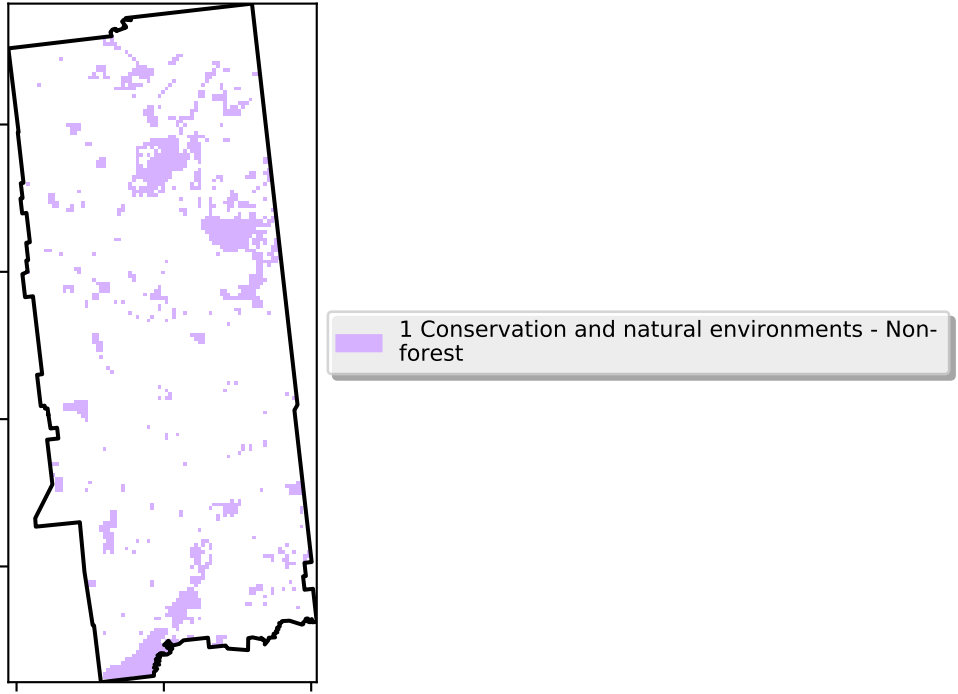 1 Conservation and natural environments - Non-
forest